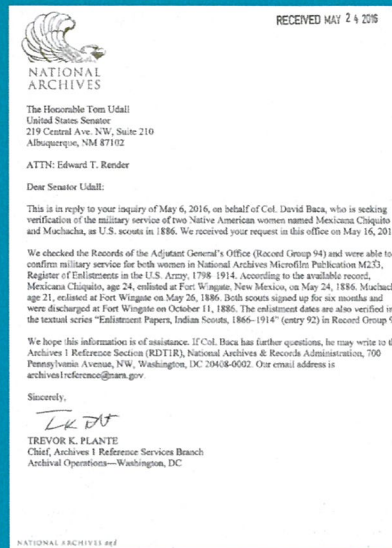 RECEIVED MAY 24 2016
NATIONAL
ARCHIVES
The Honorable Tom Udall
United States Senator
219 Central Ave. NW, Suite 210
Albuquerque, NM 87102
ATTN: Edward T. Render
Dear Senator Udall:
This is in reply to your inquiry of May 6, 2016, on behalf of Col. David Baca, who is seeking
verification of the military service of two Native American women named Mexicana Chiquito
and Muchacha, as U.S. scouts in 1886. We received your request in this office on May 16, 201
We checked the Records of the Adjutant General's Office (Record Group 94) and were able to
confirm military service for both women in National Archives Microfilm Publication M233,
Register of Enlistments in the U.S. Army, 1798-1914. According to the available record,
Mexicana Chiquito, age 24, enlisted at Fort Wingate, New Mexico, on May 24, 1886. Muchach
age 21, enlisted at Fort Wingate on May 26, 1886. Both scouts signed up for six months and
were discharged at Fort Wingate on October 11, 1886. The enlistment dates are also verified in
the textual series "Enlistment Papers, Indian Scouts, 1866–1914" (entry 92) in Record Group 9
We hope this information is of assistance. If Col. Baca has further questions, he may write to th
Archives 1 Reference Section (RDT1R), National Archives & Records Administration, 700
Pennsylvania Avenue, NW, Washington, DC 20408-0002. Our email address is
archives1reference@nara.gov.
Sincerely,
TREVOR K. PLANTE
Chief, Archives 1 Reference Services Branch
Archival Operations—Washington, DC
NATIONAL ARCHIVES and